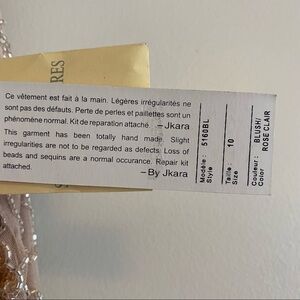 RES
Ce vêtement est fait à la main. Légères irrégularités ne
sont pas des défauts. Perte de perles et paillettes sont un
phénomène normal. Kit de reparation attaché. – Jkara
This garment has been totally hand made. Slight
irregularities are not to be regarded as defects. Loss of
beads and sequins are a normal occurance. Repair kit
attached.
– By Jkara
Modèle : 5160BL
Style
Taille : 10
Size
Couleur : BLUSH/
Color ROSE CLAIR